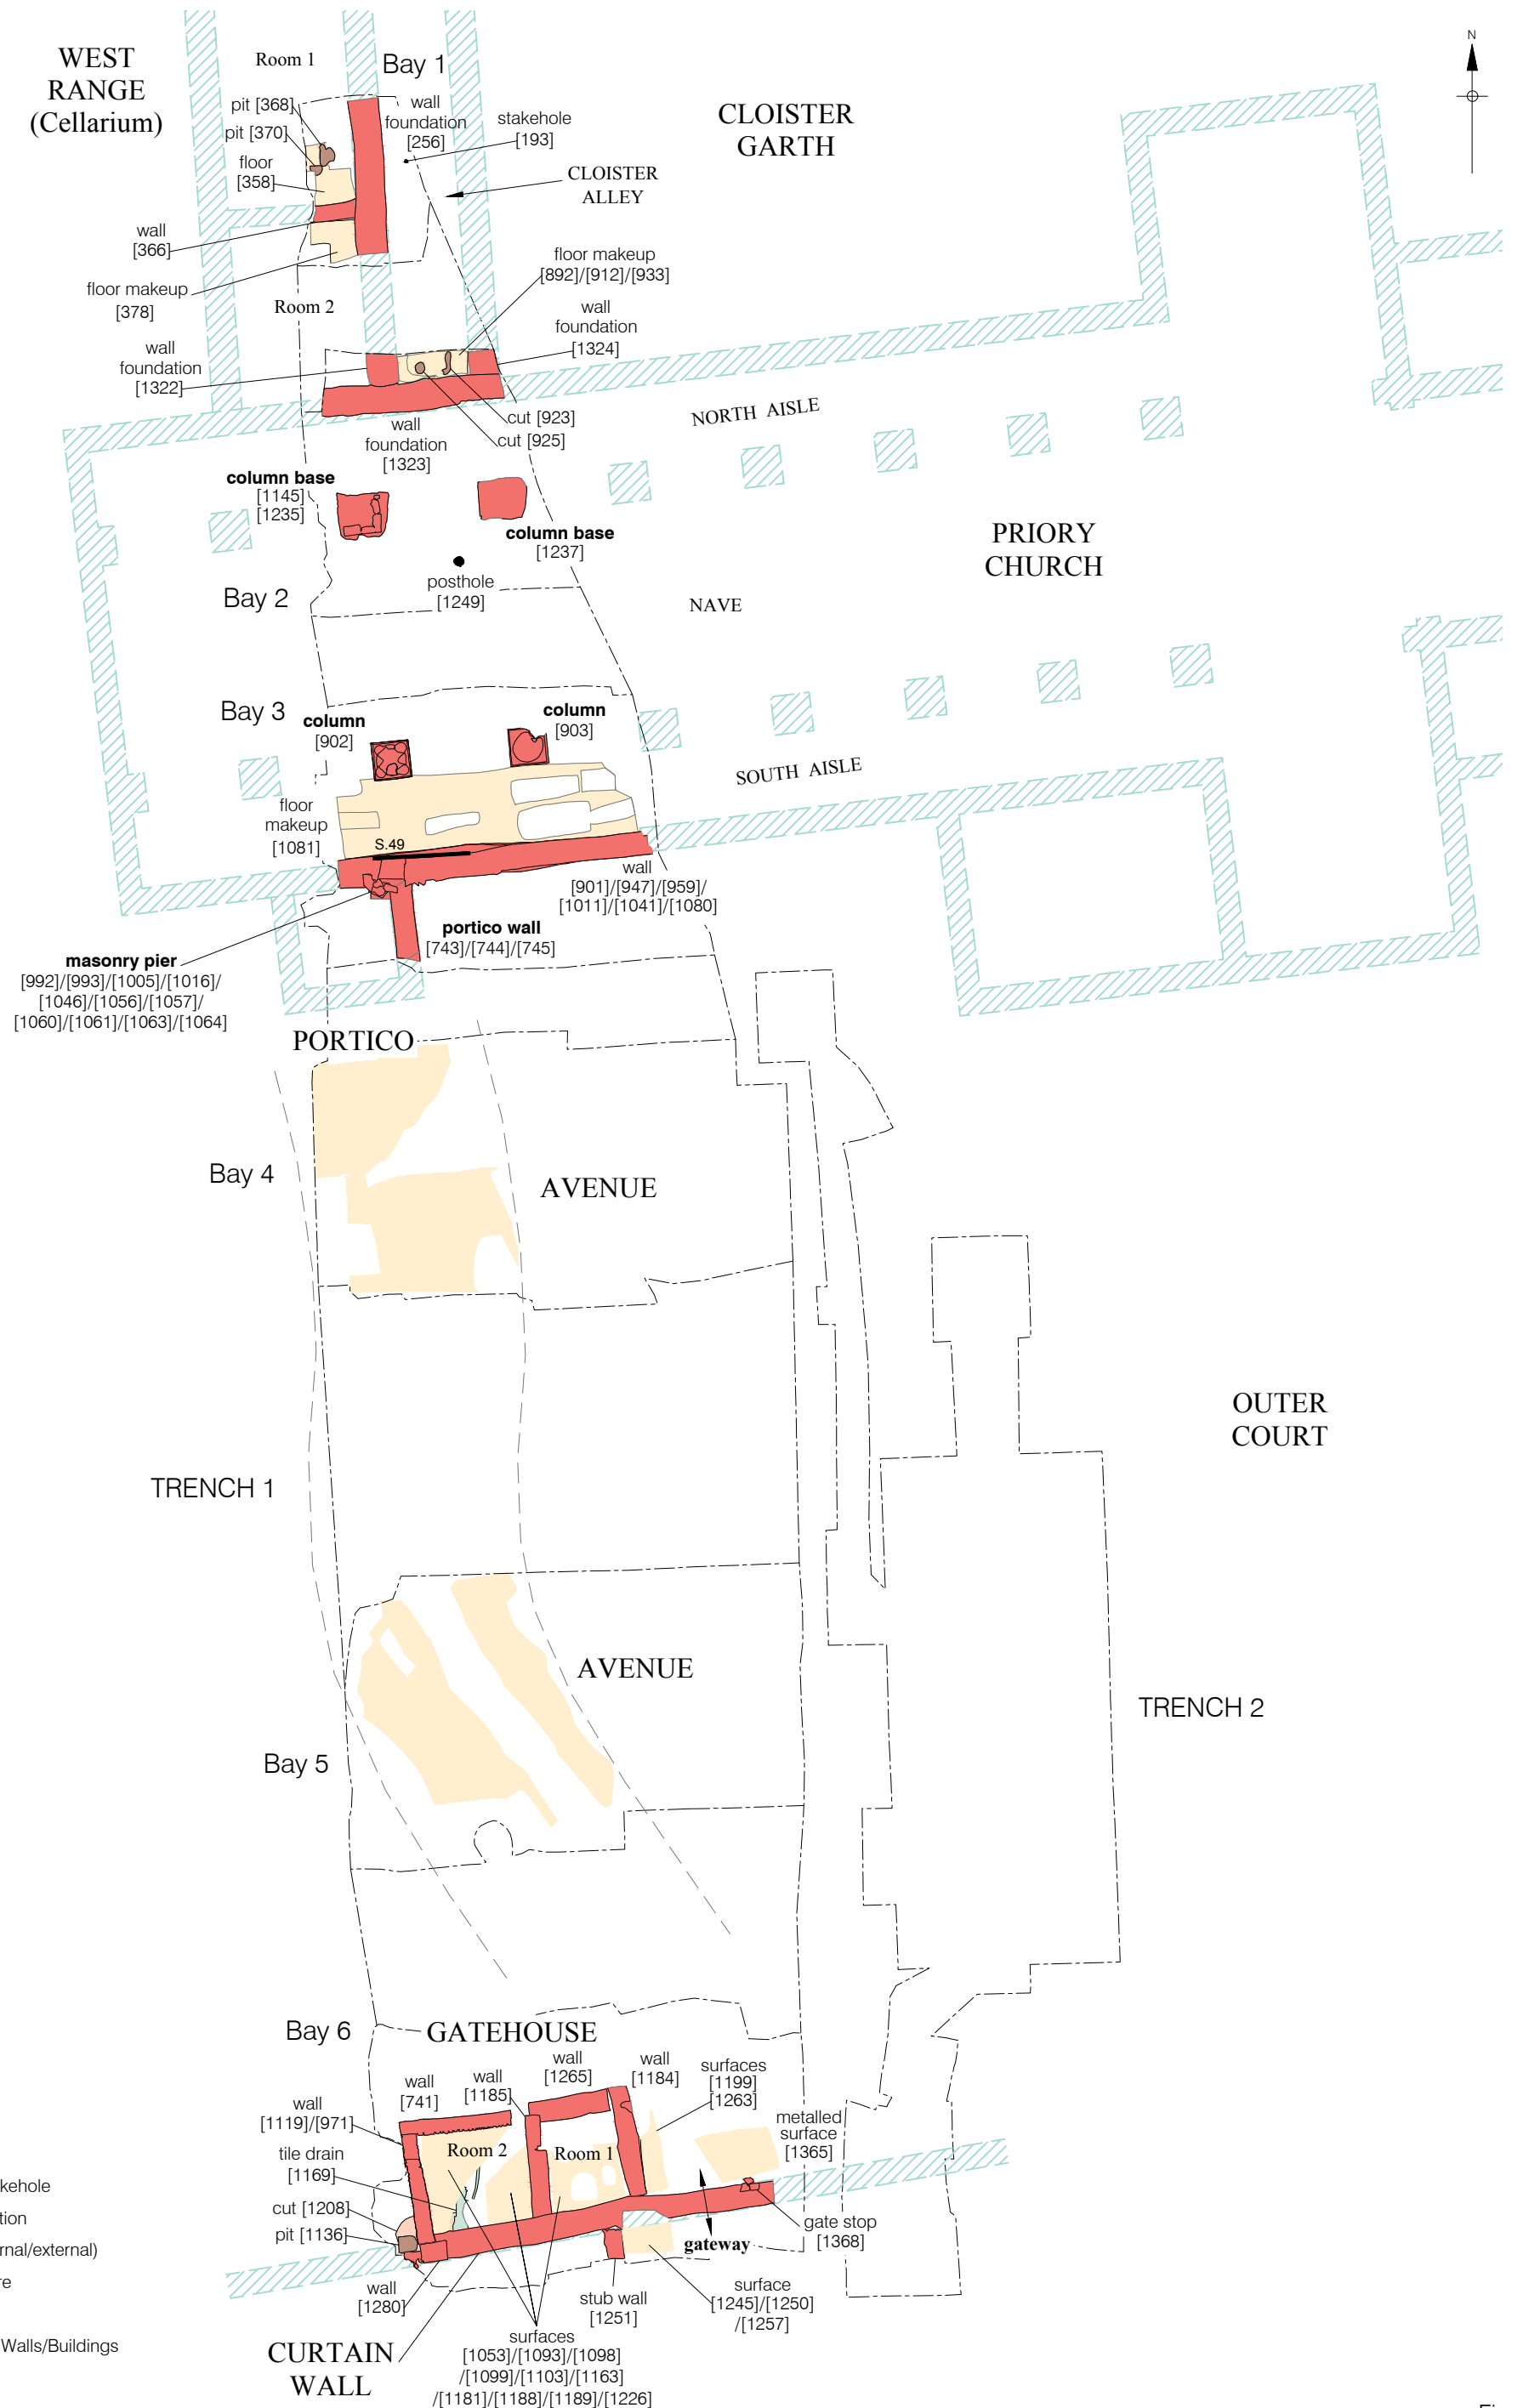 N
WEST
RANGE
(Cellarium)
Room 1
Bay 1
pit [368]
pit [370]
floor
[358]
wall
foundation
[256]
stakehole
[193]
CLOISTER
GARTH
CLOISTER
ALLEY
wall
[366]
floor makeup
[892]/[912]/[933]
floor makeup
[378]
Room 2
wall
foundation
[1324]
wall
foundation
[1322]
cut [923]
cut [925]
wall
foundation
[1323]
NORTH AISLE
column base
[1145]
[1235]
column base
[1237]
PRIORY
CHURCH
posthole
[1249]
Bay 2
NAVE
Bay 3
column
[902]
column
[903]
SOUTH AISLE
floor
makeup
[1081]
S.49
wall
[901]/[947]/[959]/
[1011]/[1041]/[1080]
portico wall
[743]/[744]/[745]
masonry pier
[992]/[993]/[1005]/[1016]/
[1046]/[1056]/[1057]/
[1060]/[1061]/[1063]/[1064]
PORTICO
Bay 4
AVENUE
OUTER
COURT
TRENCH 1
AVENUE
TRENCH 2
Bay 5
Bay 6
GATEHOUSE
wall
[1119]/[971]
wall
[741]
wall
[1185]
wall
[1265]
wall
[1184]
surfaces
[1199]
[1263]
metalled
surface
[1365]
Room 2
Room 1
tile drain
[1169]
cut [1208]
pit [1136]
gate stop
[1368]
gateway
wall
[1280]
stub wall
[1251]
surface
[1245]/[1250]
/[1257]
CURTAIN
WALL
surfaces
[1053]/[1093]/[1098]
/[1099]/[1103]/[1163]
/[1181]/[1188]/[1189]/[1226]
kehole
tion
rnal/external)
re
Walls/Buildings